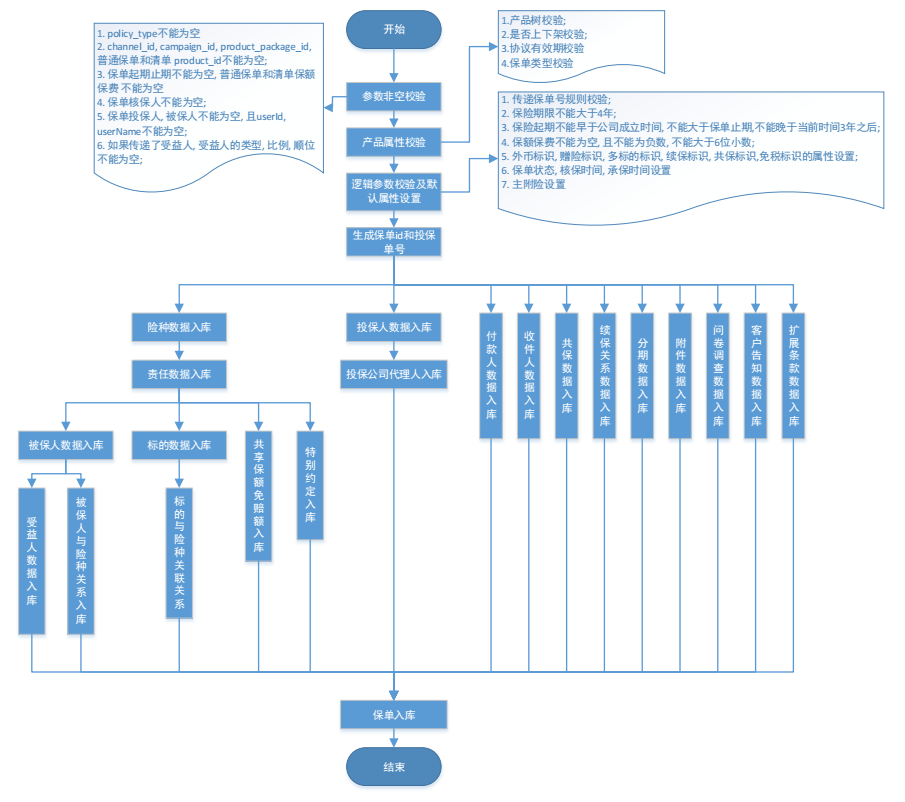 开始
1. policy_type不能为空
2. channel_id, campaign_id, product_package_id,
普通保单和清单 product_id不能为空;
3. 保单起期止期不能为空, 普通保单和清单保额
保费 不能为空
4. 保单核保人不能为空;
5. 保单投保人, 被保人不能为空, 且userId,
userName不能为空;
6. 如果传递了受益人, 受益人的类型, 比例, 顺位
不能为空;
1.产品树校验;
2.是否上下架校验;
3.协议有效期校验
4.保单类型校验
参数非空校验
产品属性校验
逻辑参数校验及默
认属性设置
1. 传递保单号规则校验;
2. 保险期限不能大于4年;
3. 保险起期不能早于公司成立时间, 不能大于保单止期,不能晚于当前时间3年之后;
4. 保额保费不能为空, 且不能为负数, 不能大于6位小数;
5. 外币标识, 赠险标识, 多标的标识, 续保标识, 共保标识,免税标识的属性设置;
6. 保单状态, 核保时间, 承保时间设置
7. 主附险设置
生成保单id和投保
单号
险种数据入库
投保人数据入库
付款人数据入库
收件人数据入库
共保数据入库
续保关系数据入库
分期数据入库
附件数据入库
问卷调查数据入库
客户告知数据入库
扩展条款数据入库
责任数据入库
投保公司代理人入库
被保人数据入库
标的数据入库
共享保额免赔额入库
特别约定入库
受益人数据入库
被保人与险种关系入库
标的与险种关联关系
保单入库
结束